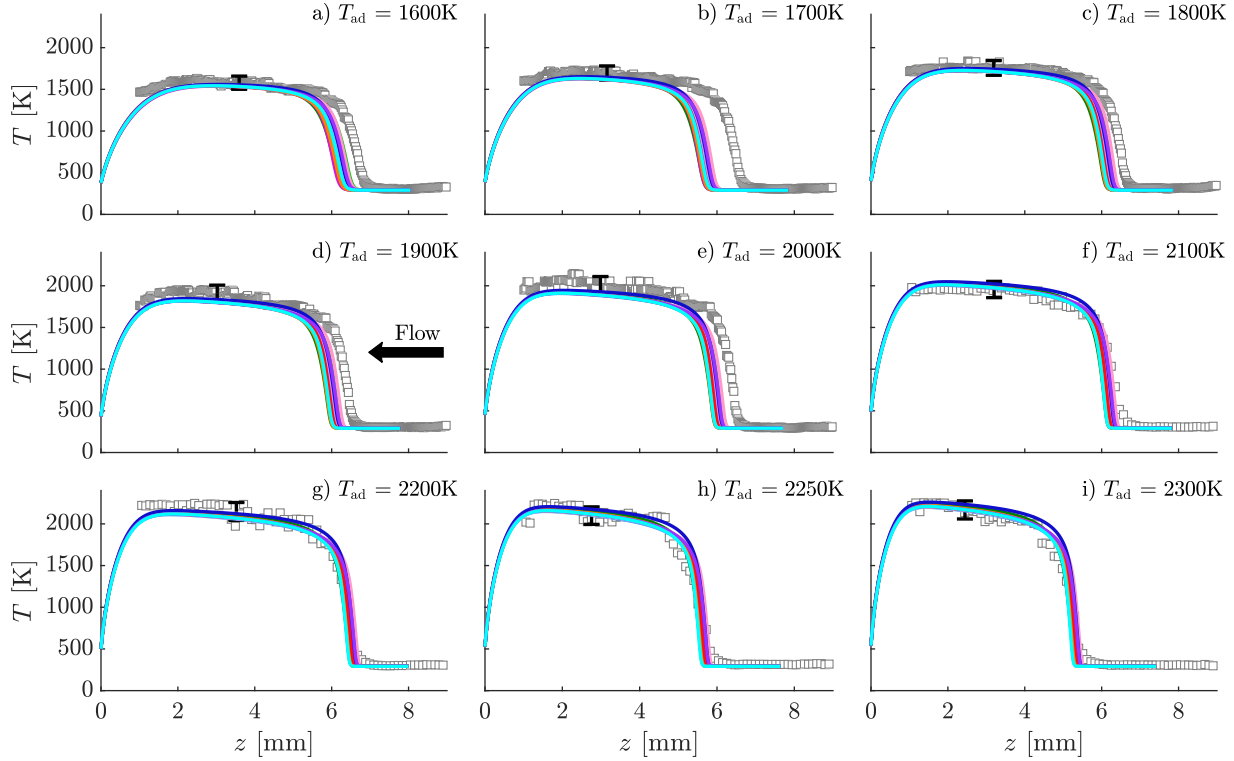 a) T_ad = 1600K
b) T_ad = 1700K
c) T_ad = 1800K
2000
1500
1000
500
0
T [K]
0 2 4 6 8
0 2 4 6 8
0 2 4 6 8
d) T_ad = 1900K
e) T_ad = 2000K
f) T_ad = 2100K
2000
1500
1000
500
0
T [K]
Flow
g) T_ad = 2200K
h) T_ad = 2250K
i) T_ad = 2300K
2000
1500
1000
500
0
T [K]
z [mm]
z [mm]
z [mm]